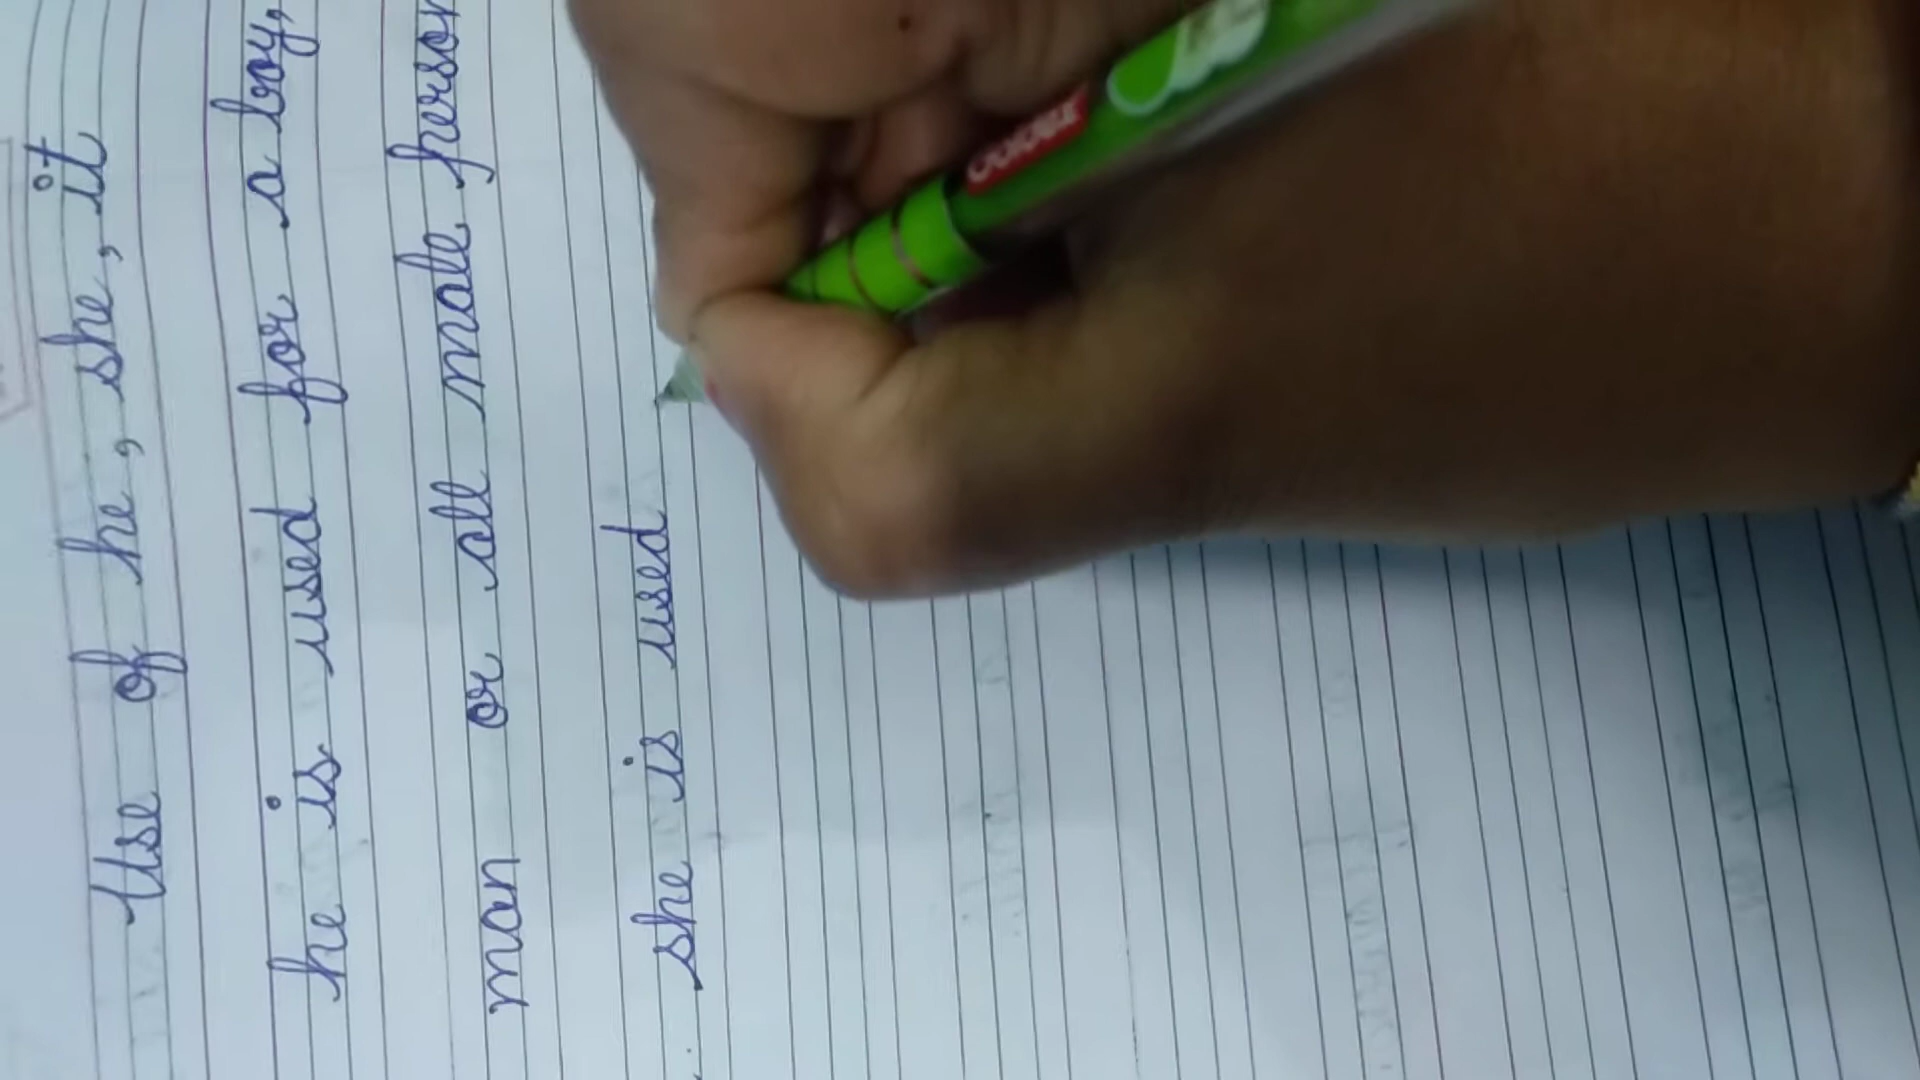 Use of he, she, it
he is used for a boy,
man or all male person
she is used